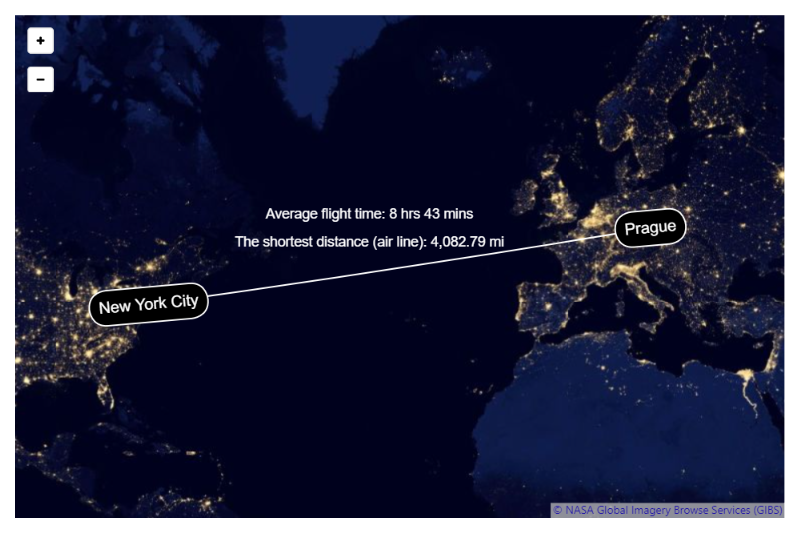 +
−
Average flight time: 8 hrs 43 mins
The shortest distance (air line): 4,082.79 mi
Prague
New York City
© NASA Global Imagery Browse Services (GIBS)